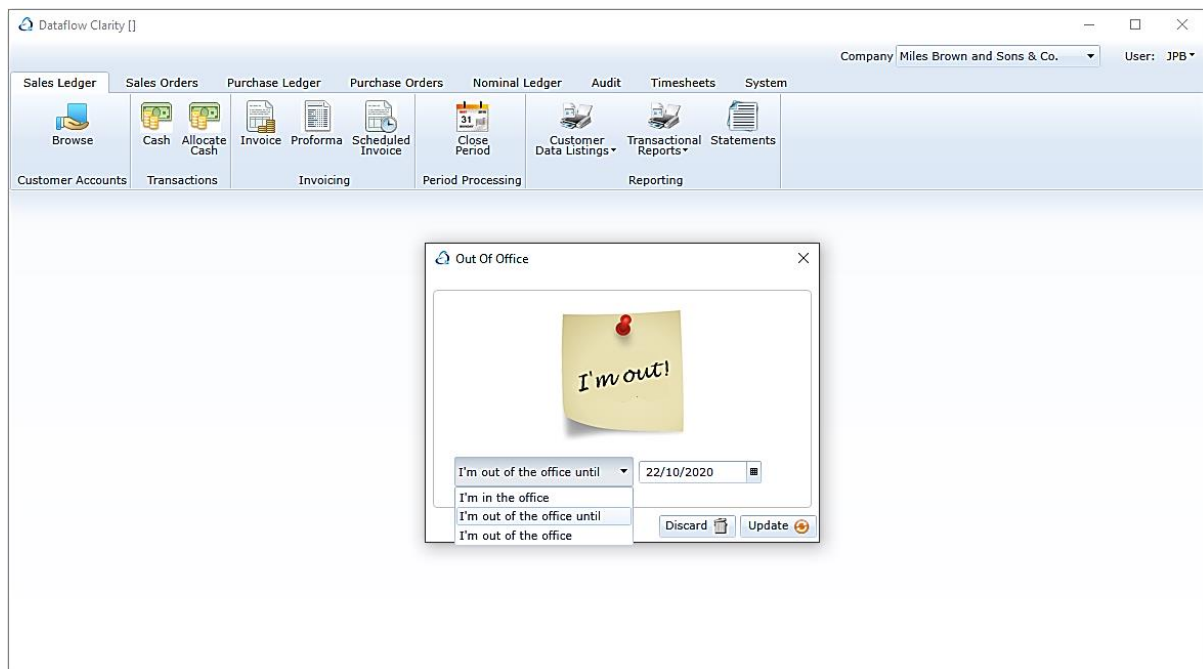 Dataflow Clarity []
Company Miles Brown and Sons & Co. User: JPB
Sales Ledger Sales Orders Purchase Ledger Purchase Orders Nominal Ledger Audit Timesheets System
Browse
Cash
Allocate
Cash
Invoice
Proforma
Scheduled
Invoice
31
Close
Period
Customer
Data Listings
Transactional
Reports
Statements
Customer Accounts Transactions Invoicing Period Processing Reporting
Out Of Office
I'm out!
I'm out of the office until 22/10/2020
I'm in the office
I'm out of the office until
I'm out of the office
Discard Update